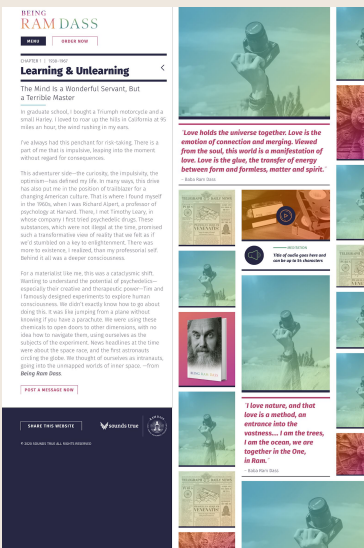 BEING
RAM DASS
MENU
ORDER NOW
CHAPTER 1 | 1938–1967
Learning & Unlearning
The Mind Is a Wonderful Servant, But
a Terrible Master
In graduate school, I bought a Triumph motorcycle and a
small Harley. I loved to roar up the hills in California at 95
miles an hour, the wind rushing in my ears.
I've always had this penchant for risk-taking. There is a
part of me that is impulsive, leaping into the moment
without regard for consequences.
This adventurer side—the curiosity, the impulsivity, the
optimism—has defined my life. In many ways, this drive
has also put me in the position of trailblazer for a
changing American culture. That is where I found myself
in the 1960s, when I was Richard Alpert, a professor of
psychology at Harvard. There, I met Timothy Leary, in
whose company I first tried psychedelic drugs. These
substances, which were not illegal at the time, promised
such a transformative view of reality that we felt as if
we'd stumbled on a key to enlightenment. There was
more to existence, I realized, than my professorial self.
Behind it all was a deeper consciousness.
For a materialist like me, this was a cataclysmic shift.
Wanting to understand the potential of psychedelics—
especially their creative and therapeutic power—Tim and
I famously designed experiments to explore human
consciousness. We didn't exactly know how to go about
doing this. It was like jumping from a plane without
knowing if you have a parachute. We were using these
chemicals to open doors to other dimensions, with no
idea how to navigate them, using ourselves as the
subjects of the experiment. News headlines at the time
were about the space race, and the first astronauts
circling the globe. We thought of ourselves as intronauts,
going into the unmapped worlds of inner space. —from
Being Ram Dass.
POST A MESSAGE NOW
SHARE THIS WEBSITE
sounds true
© 2020 SOUNDS TRUE ALL RIGHTS RESERVED.
"Love holds the universe together. Love is the
emotion of connection and merging. Viewed
from the soul, this world is a manifestation of
love. Love is the glue, the transfer of energy
between form and formless, matter and spirit."
– Baba Ram Dass
MEDITATION
Title of audio goes here and
can be up to 54 characters
BEING RAM DASS
"I love nature, and that
love is a method, an
entrance into the
vastness... I am the trees,
I am the ocean, we are
together in the One,
in Ram."
– Baba Ram Dass